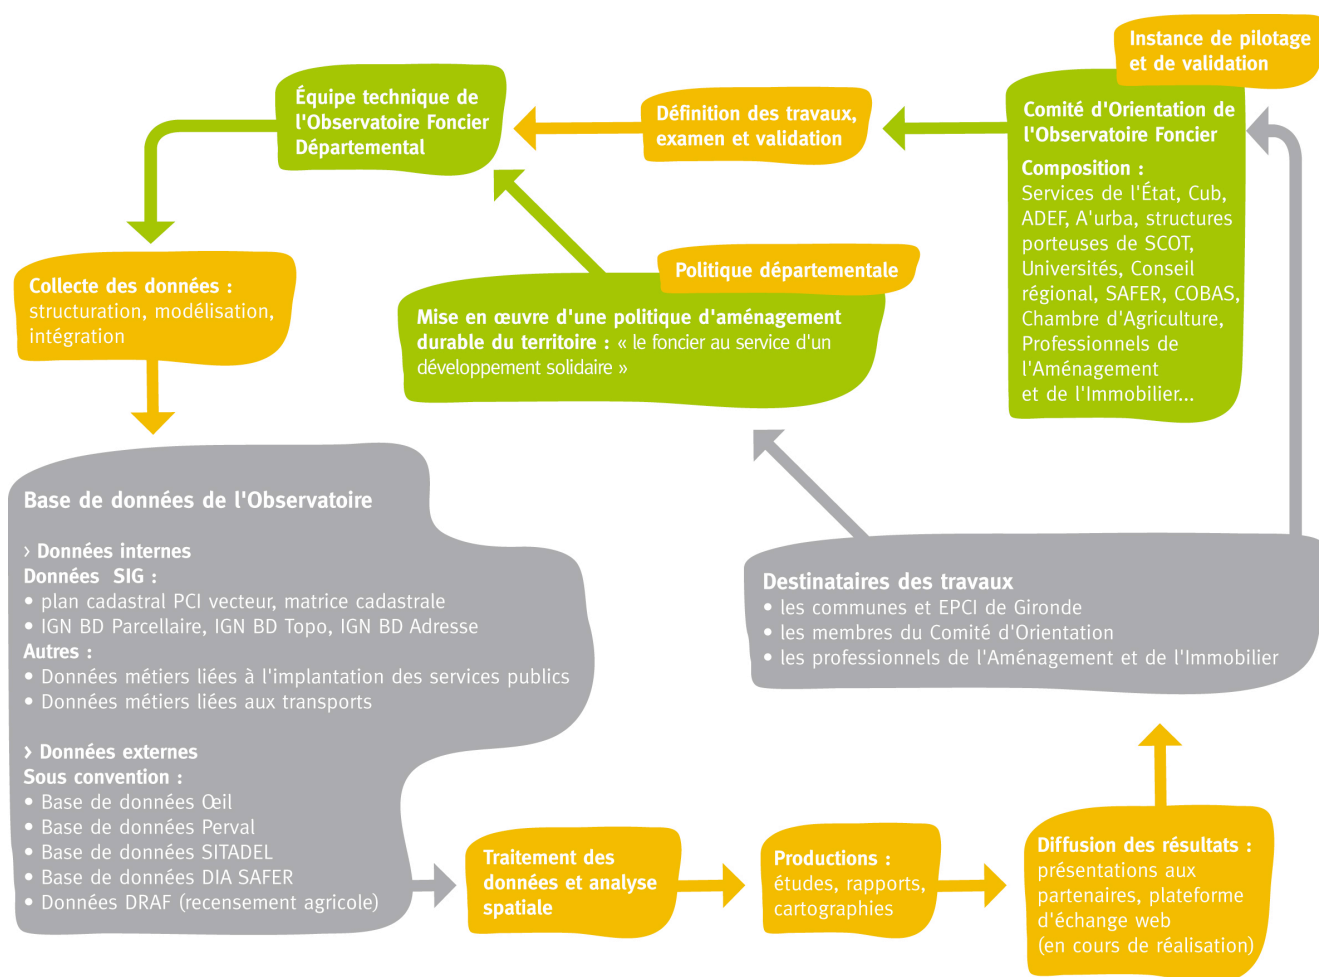 Instance de pilotage
et de validation
Équipe technique de
l'Observatoire Foncier
Départemental
Définition des travaux,
examen et validation
Comité d'Orientation de
l'Observatoire Foncier
Composition :
Services de l'État, Cub,
ADEF, A'urba, structures
porteuses de SCOT,
Universités, Conseil
régional, SAFER, COBAS,
Chambre d'Agriculture,
Professionnels de
l'Aménagement
et de l'Immobilier...
Collecte des données :
structuration, modélisation,
intégration
Politique départementale
Mise en œuvre d'une politique d'aménagement
durable du territoire : « le foncier au service d'un
développement solidaire »
Base de données de l'Observatoire
› Données internes
Données SIG :
• plan cadastral PCI vecteur, matrice cadastrale
• IGN BD Parcellaire, IGN BD Topo, IGN BD Adresse
Autres :
• Données métiers liées à l'implantation des services publics
• Données métiers liées aux transports
› Données externes
Sous convention :
• Base de données Œil
• Base de données Perval
• Base de données SITADEL
• Base de données DIA SAFER
• Données DRAF (recensement agricole)
Destinataires des travaux
• les communes et EPCI de Gironde
• les membres du Comité d'Orientation
• les professionnels de l'Aménagement et de l'Immobilier
Traitement des
données et analyse
spatiale
Productions :
études, rapports,
cartographies
Diffusion des résultats :
présentations aux
partenaires, plateforme
d'échange web
(en cours de réalisation)